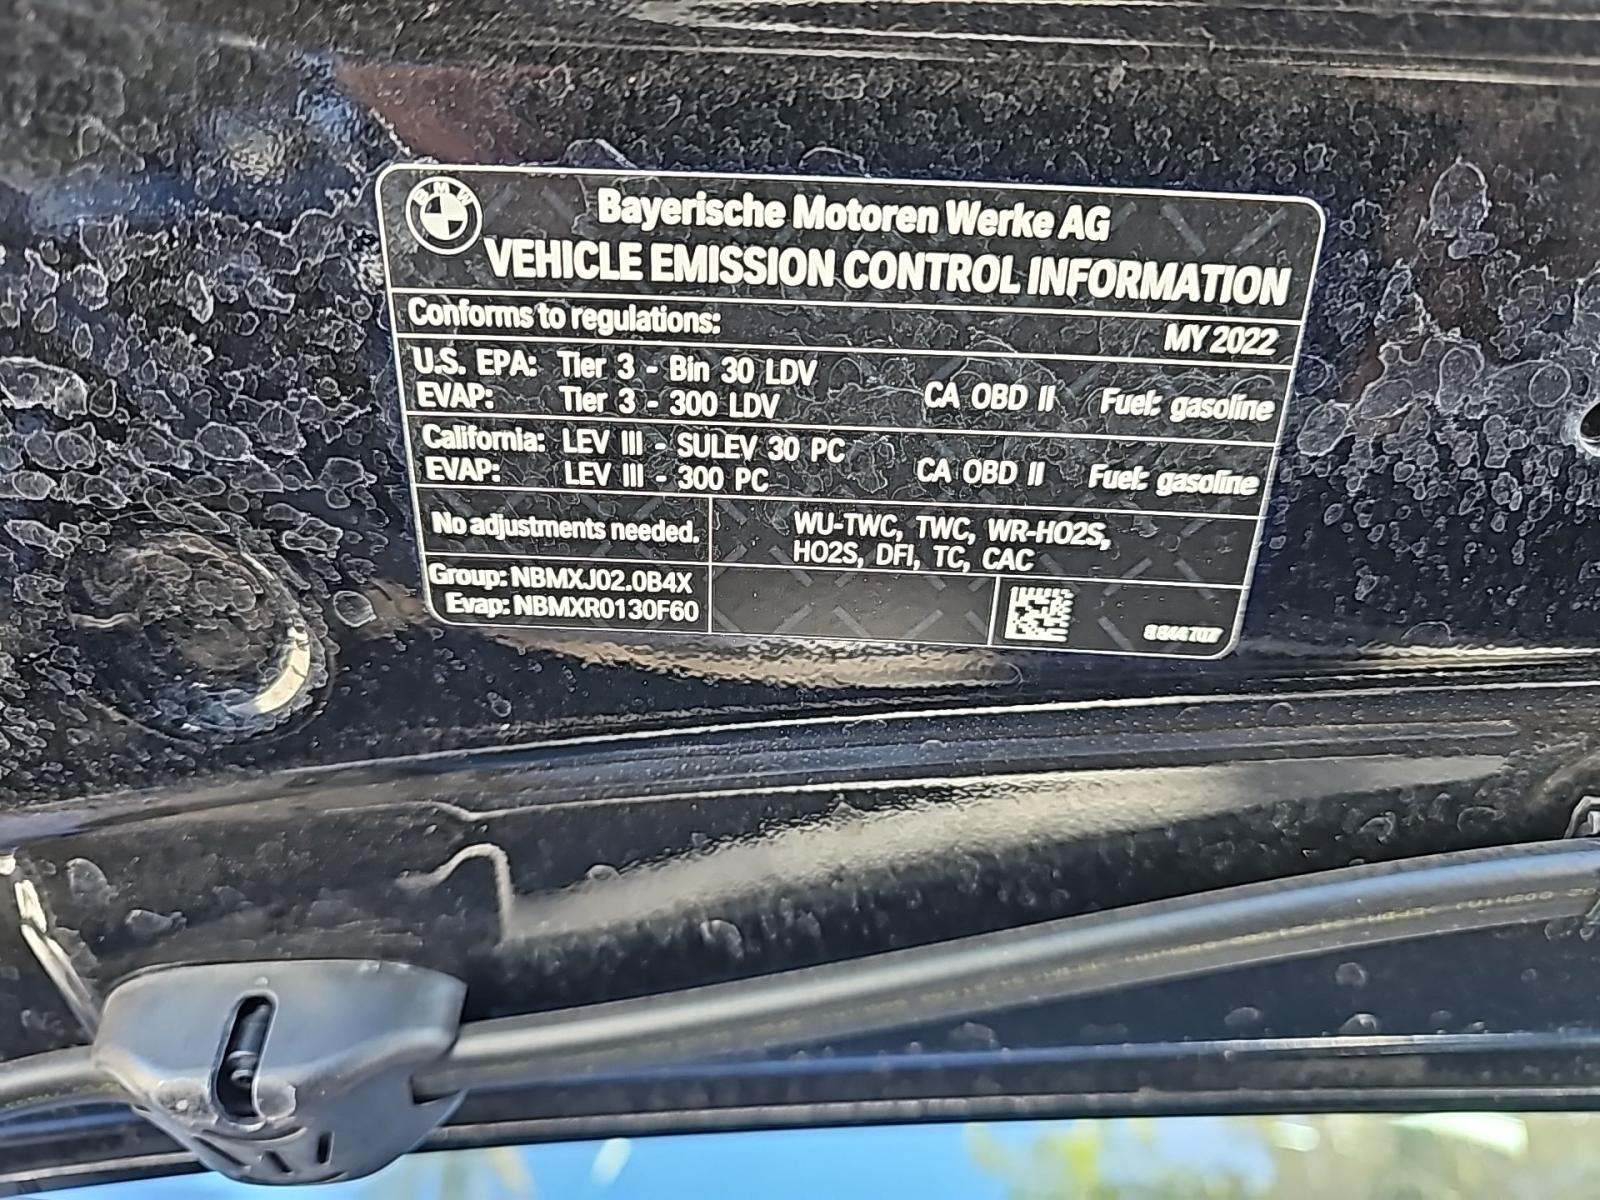 BMW
Bayerische Motoren Werke AG
VEHICLE EMISSION CONTROL INFORMATION
Conforms to regulations: MY 2022
U.S. EPA: Tier 3 - Bin 30 LDV
EVAP: Tier 3 - 300 LDV CA OBD II Fuel: gasoline
California: LEV III - SULEV 30 PC
EVAP: LEV III - 300 PC CA OBD II Fuel: gasoline
No adjustments needed.
WU-TWC, TWC, WR-HO2S,
HO2S, DFI, TC, CAC
Group: NBMXJ02.0B4X
Evap: NBMXR0130F60